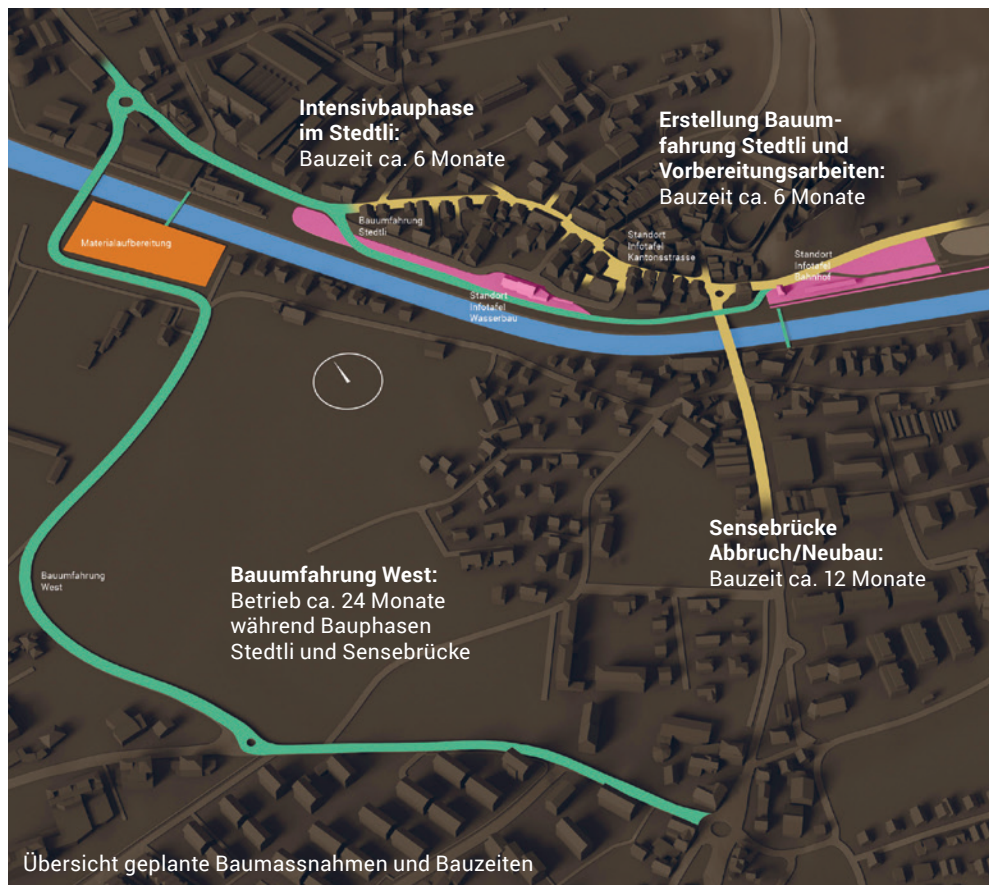 Intensivbauphase
im Stedtli:
Bauzeit ca. 6 Monate
Erstellung Bauum-
fahrung Stedtli und
Vorbereitungsarbeiten:
Bauzeit ca. 6 Monate
Bauumfahrung
Stedtli
Standort
Infotafel
Kantonsstrasse
Materialaufbereitung
Standort
Infotafel
Bahnhof
Standort
Infotafel
Wasserbau
Sensebrücke
Abbruch/Neubau:
Bauzeit ca. 12 Monate
Bauumfahrung
West
Bauumfahrung West:
Betrieb ca. 24 Monate
während Bauphasen
Stedtli und Sensebrücke
Übersicht geplante Baumassnahmen und Bauzeiten